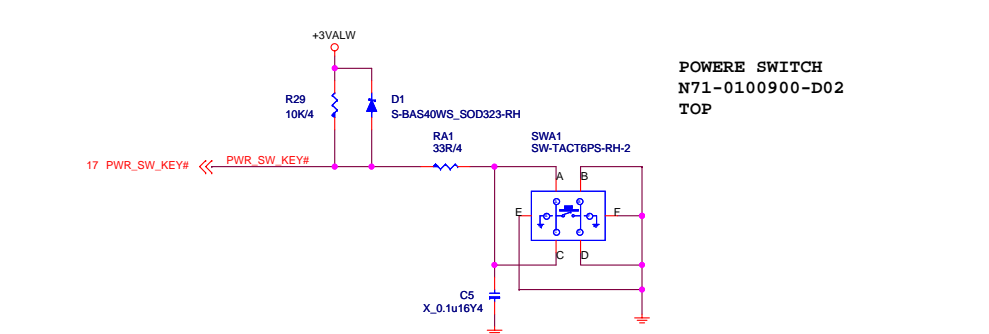 +3VALW
POWERE SWITCH
N71-0100900-D02
TOP
R29
10K/4
D1
S-BAS40WS_SOD323-RH
RA1
33R/4
SWA1
SW-TACT6PS-RH-2
17 PWR_SW_KEY#
PWR_SW_KEY#
A B
E F
C D
C5
X_0.1u16Y4